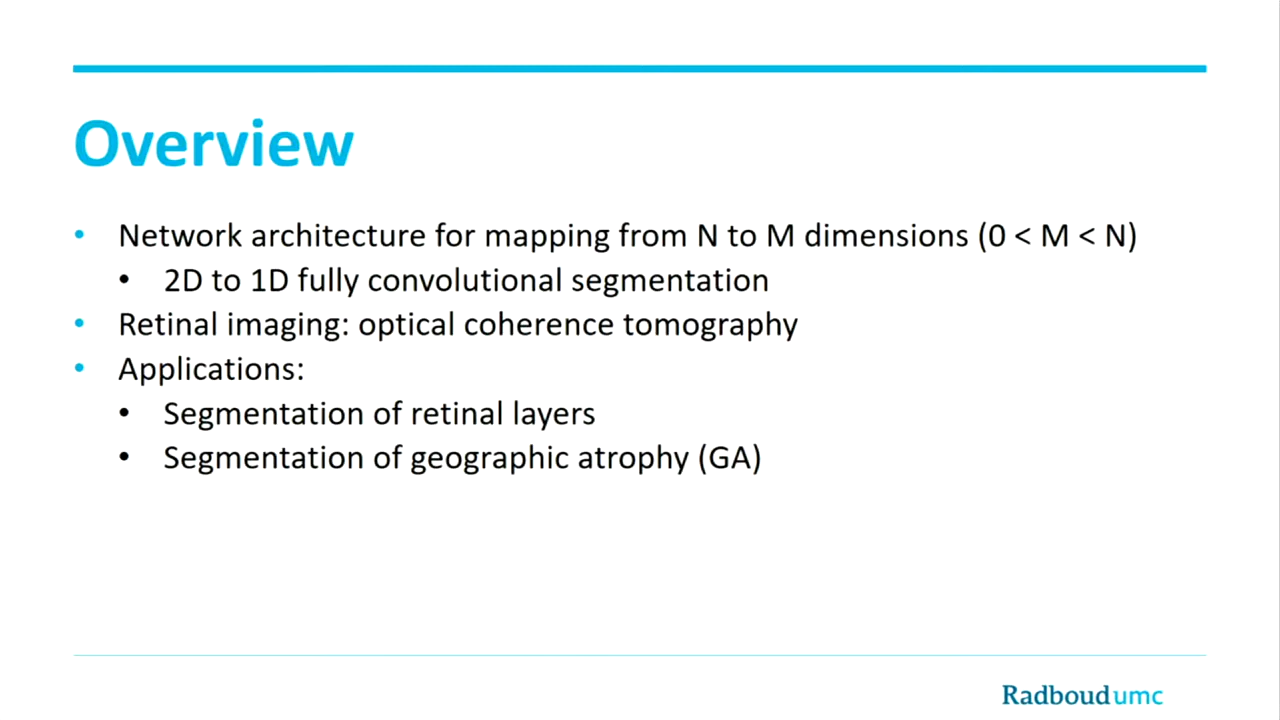 Overview
• Network architecture for mapping from N to M dimensions (0 < M < N)
• 2D to 1D fully convolutional segmentation
• Retinal imaging: optical coherence tomography
• Applications:
• Segmentation of retinal layers
• Segmentation of geographic atrophy (GA)
Radboudumc